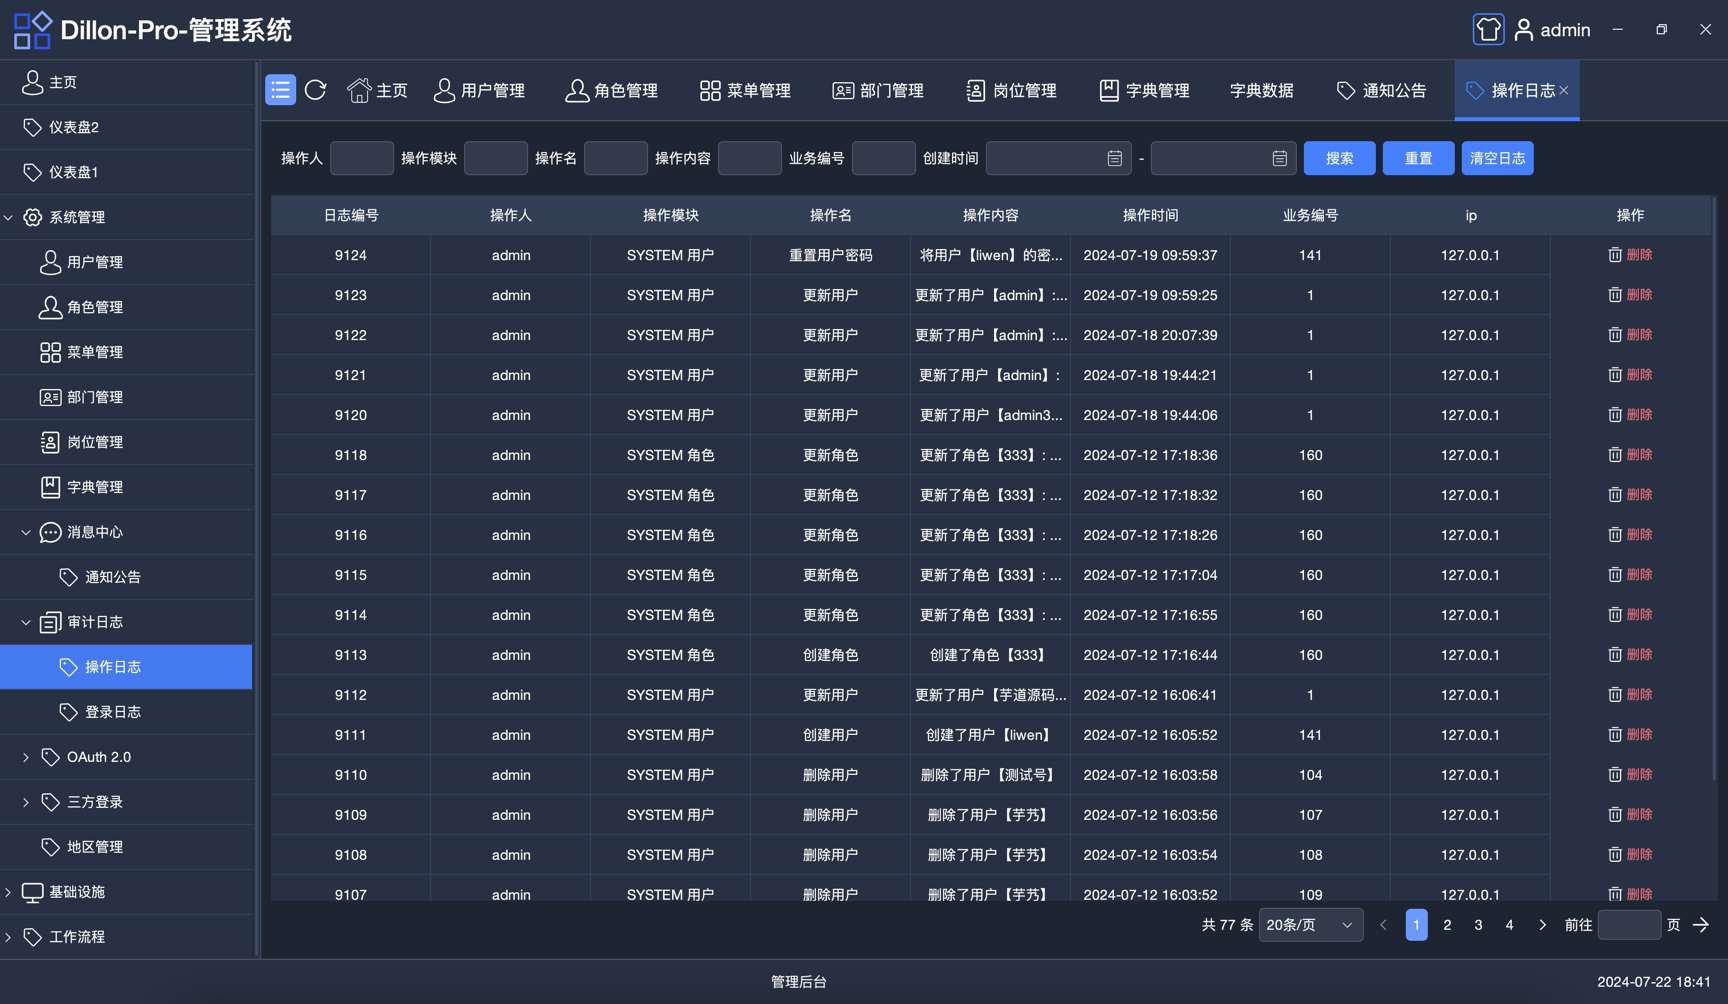 Dillon-Pro-管理系统
admin
主页
仪表盘2
仪表盘1
系统管理
用户管理
角色管理
菜单管理
部门管理
岗位管理
字典管理
消息中心
通知公告
审计日志
操作日志
登录日志
OAuth 2.0
三方登录
地区管理
基础设施
工作流程
主页 用户管理 角色管理 菜单管理 部门管理 岗位管理 字典管理 字典数据 通知公告 操作日志
操作人 操作模块 操作名 操作内容 业务编号 创建时间 - 搜索 重置 清空日志
日志编号 操作人 操作模块 操作名 操作内容 操作时间 业务编号 ip 操作
9124 admin SYSTEM 用户 重置用户密码 将用户【liwen】的密... 2024-07-19 09:59:37 141 127.0.0.1 删除
9123 admin SYSTEM 用户 更新用户 更新了用户【admin】:... 2024-07-19 09:59:25 1 127.0.0.1 删除
9122 admin SYSTEM 用户 更新用户 更新了用户【admin】:... 2024-07-18 20:07:39 1 127.0.0.1 删除
9121 admin SYSTEM 用户 更新用户 更新了用户【admin】: 2024-07-18 19:44:21 1 127.0.0.1 删除
9120 admin SYSTEM 用户 更新用户 更新了用户【admin3... 2024-07-18 19:44:06 1 127.0.0.1 删除
9118 admin SYSTEM 角色 更新角色 更新了角色【333】: ... 2024-07-12 17:18:36 160 127.0.0.1 删除
9117 admin SYSTEM 角色 更新角色 更新了角色【333】: ... 2024-07-12 17:18:32 160 127.0.0.1 删除
9116 admin SYSTEM 角色 更新角色 更新了角色【333】: ... 2024-07-12 17:18:26 160 127.0.0.1 删除
9115 admin SYSTEM 角色 更新角色 更新了角色【333】: ... 2024-07-12 17:17:04 160 127.0.0.1 删除
9114 admin SYSTEM 角色 更新角色 更新了角色【333】: ... 2024-07-12 17:16:55 160 127.0.0.1 删除
9113 admin SYSTEM 角色 创建角色 创建了角色【333】 2024-07-12 17:16:44 160 127.0.0.1 删除
9112 admin SYSTEM 用户 更新用户 更新了用户【芋道源码... 2024-07-12 16:06:41 1 127.0.0.1 删除
9111 admin SYSTEM 用户 创建用户 创建了用户【liwen】 2024-07-12 16:05:52 141 127.0.0.1 删除
9110 admin SYSTEM 用户 删除用户 删除了用户【测试号】 2024-07-12 16:03:58 104 127.0.0.1 删除
9109 admin SYSTEM 用户 删除用户 删除了用户【芋艿】 2024-07-12 16:03:56 107 127.0.0.1 删除
9108 admin SYSTEM 用户 删除用户 删除了用户【芋艿】 2024-07-12 16:03:54 108 127.0.0.1 删除
9107 admin SYSTEM 用户 删除用户 删除了用户【芋艿】 2024-07-12 16:03:52 109 127.0.0.1 删除
共 77 条 20条/页 1 2 3 4 前往 页
管理后台
2024-07-22 18:41